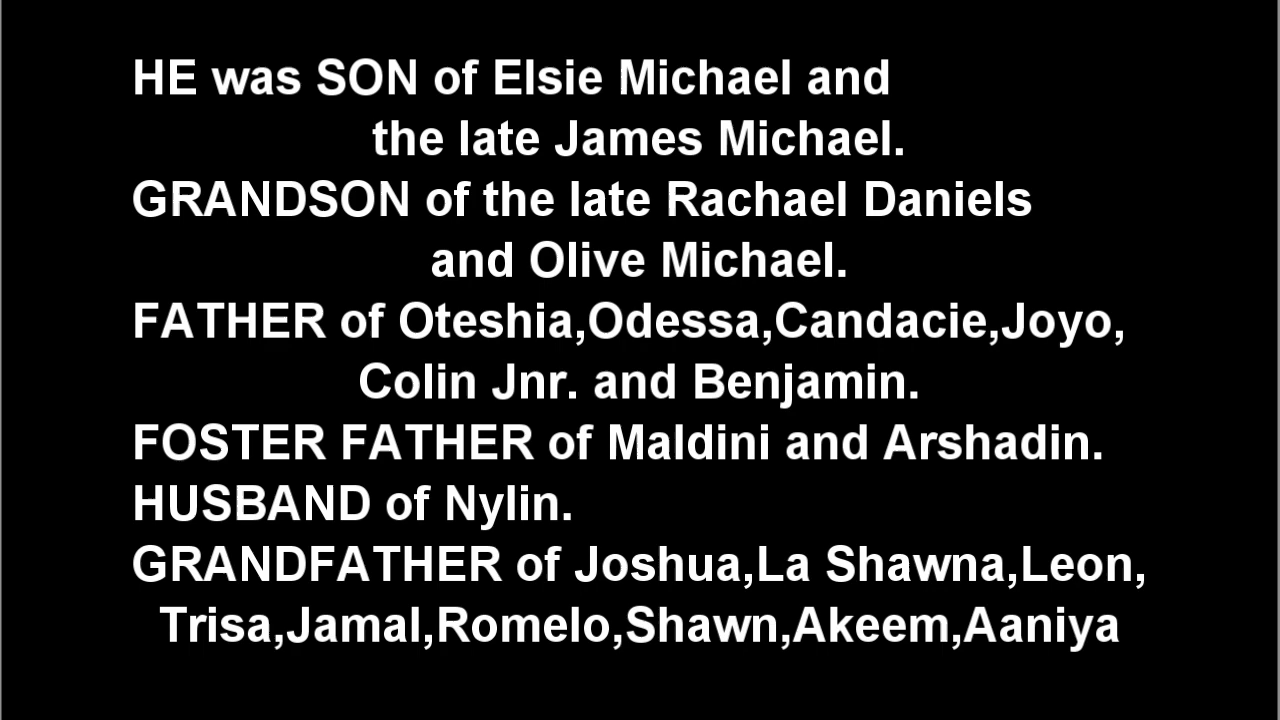 HE was SON of Elsie Michael and
the late James Michael.
GRANDSON of the late Rachael Daniels
and Olive Michael.
FATHER of Oteshia,Odessa,Candacie,Joyo,
Colin Jnr. and Benjamin.
FOSTER FATHER of Maldini and Arshadin.
HUSBAND of Nylin.
GRANDFATHER of Joshua,La Shawna,Leon,
Trisa,Jamal,Romelo,Shawn,Akeem,Aaniya